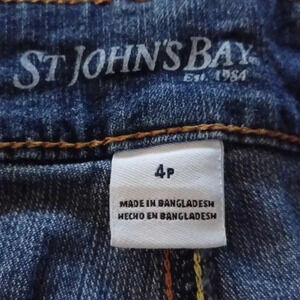 ST JOHN'S BAY
EST. 1984
4P
MADE IN BANGLADESH
HECHO EN BANGLADESH